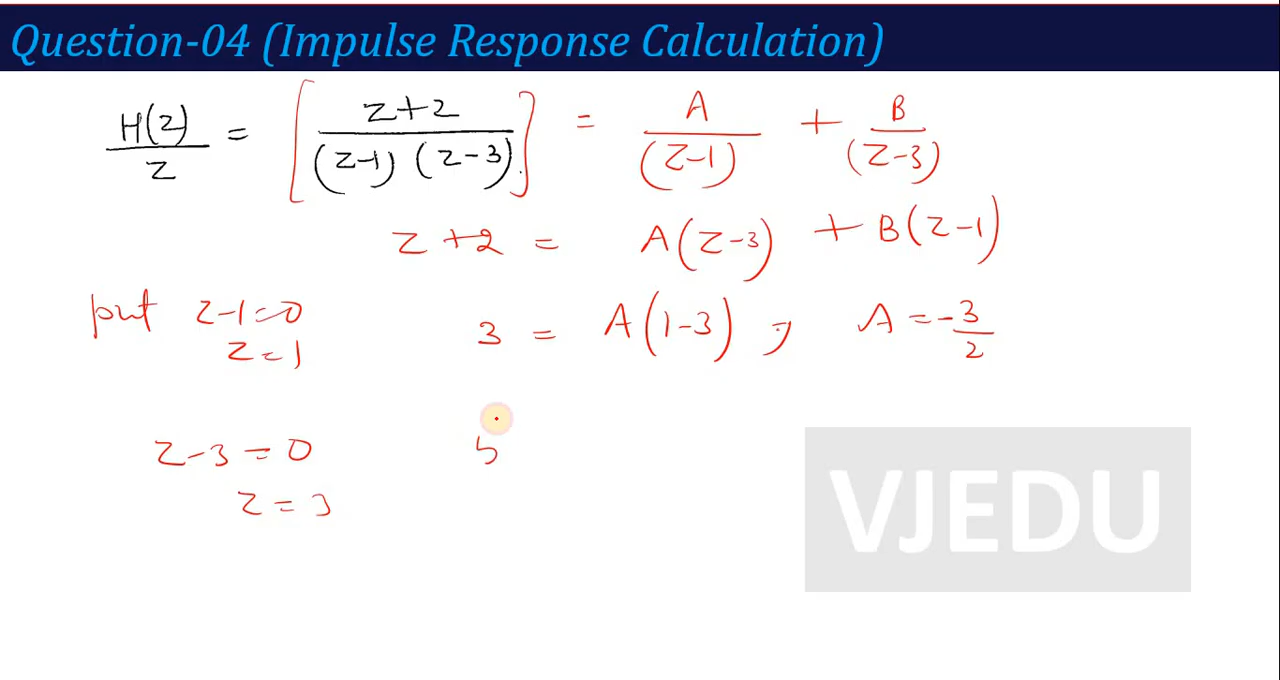 Question-04 (Impulse Response Calculation)
H(z)/z = [ z+2 / (z-1) (z-3) ] = A/(z-1) + B/(z-3)
z+2 = A(z-3) + B(z-1)
put z-1=0 3 = A(1-3) ; A = -3/2
z=1
z-3=0 5
z=3
VJEDU